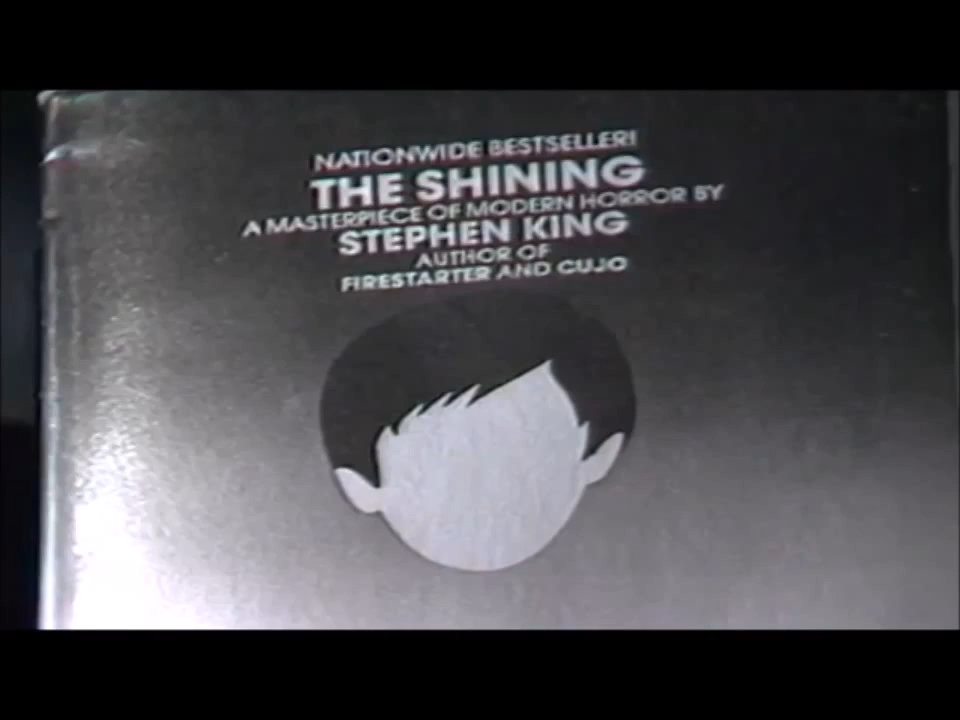 NATIONWIDE BESTSELLER!
THE SHINING
A MASTERPIECE OF MODERN HORROR BY
STEPHEN KING
AUTHOR OF
FIRESTARTER AND CUJO